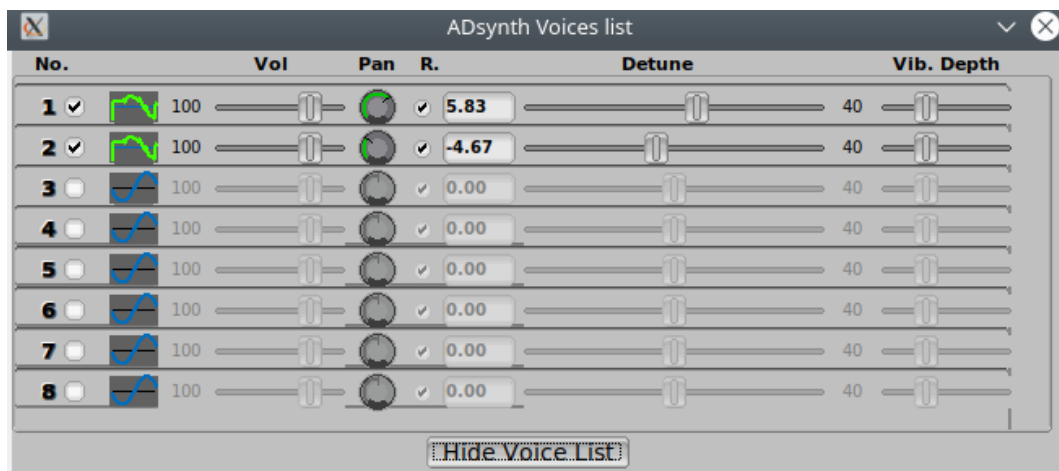 ADsynth Voices list
No. Vol Pan R. Detune Vib. Depth
1 100 5.83 40
2 100 -4.67 40
3 100 0.00 40
4 100 0.00 40
5 100 0.00 40
6 100 0.00 40
7 100 0.00 40
8 100 0.00 40
Hide Voice List